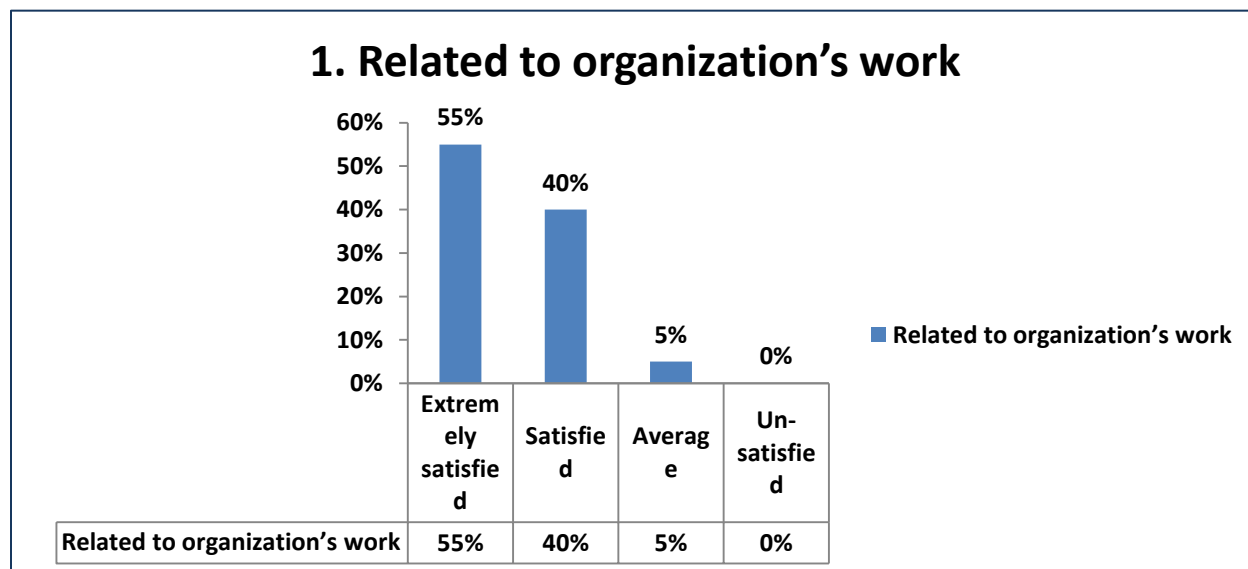 1. Related to organization's work
55%
60%
50%
40%
40%
30%
20%
10%
5%
0%
0%
Related to organization's work
Extrem
ely
satisfie
d
Satisfie
d
Averag
e
Un-
satisfie
d
Related to organization's work 55% 40% 5% 0%